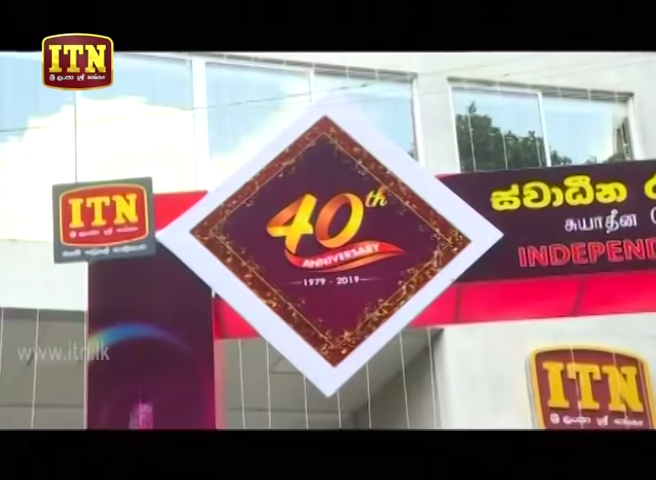 ITN
ශ්‍රී ලංකා ශ්‍රී සංසා
ITN
40th
ANNIVERSARY
1979 - 2019
ස්වාධීන
சுயாதீன
INDEPEND
www.itn.lk
ITN